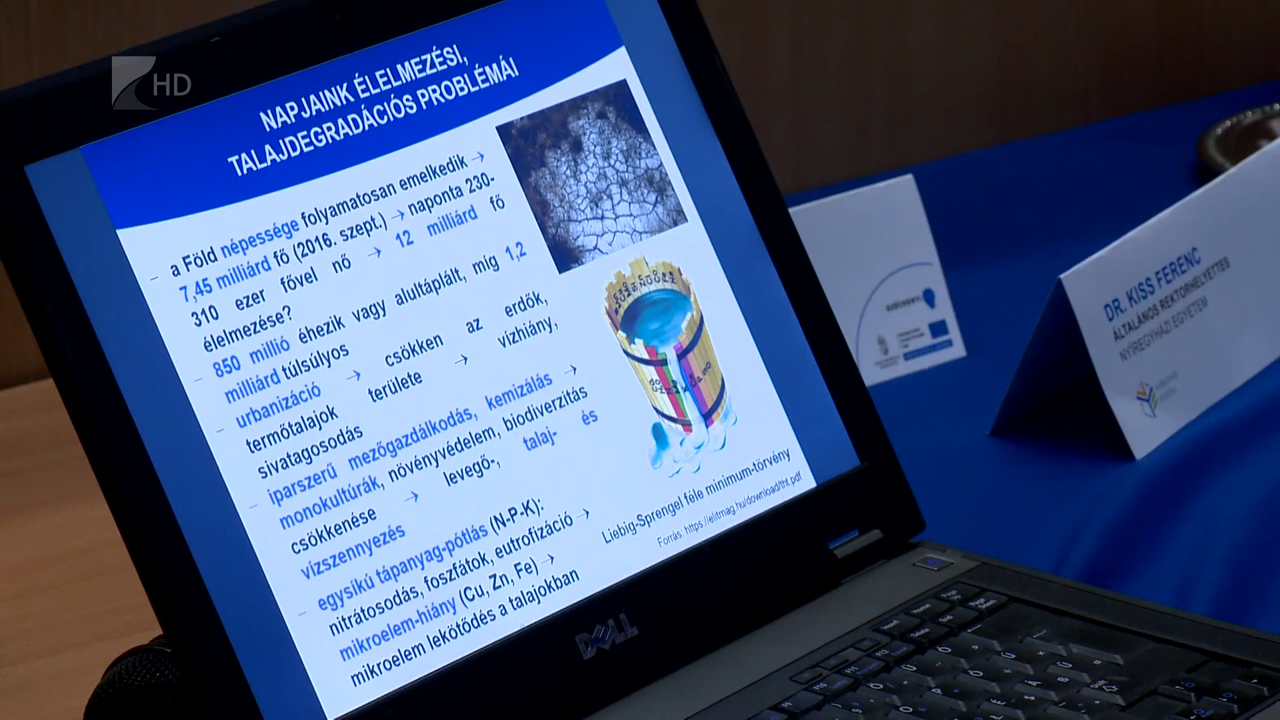 HD
NAPJAINK ÉLELMEZÉSI,
TALAJDEGRADÁCIÓS PROBLÉMÁI
– a Föld népessége folyamatosan emelkedik →
7,45 milliárd fő (2016. szept.) → naponta 230-
310 ezer fővel nő → 12 milliárd fő
élelmezése?
– 850 millió éhezik vagy alultáplált, míg 1,2
milliárd túlsúlyos
– urbanizáció → csökken az erdők,
termőtalajok területe → vízhiány,
sivatagosodás
– iparszerű mezőgazdálkodás, kemizálás →
monokultúrák, növényvédelem, biodiverzitás
csökkenése → levegő-, talaj- és
vízszennyezés
– egysíkú tápanyag-pótlás (N-P-K):
nitrátosodás, foszfátok, eutrofizáció →
mikroelem-hiány (Cu, Zn, Fe) →
mikroelem lekötődés a talajokban
Liebig-Sprengel féle minimum-törvény
Forrás: https://elitmag.hu/download/tht.pdf
DELL
DR. KISS FERENC
ÁLTALÁNOS REKTORHELYETTES
NYÍREGYHÁZI EGYETEM